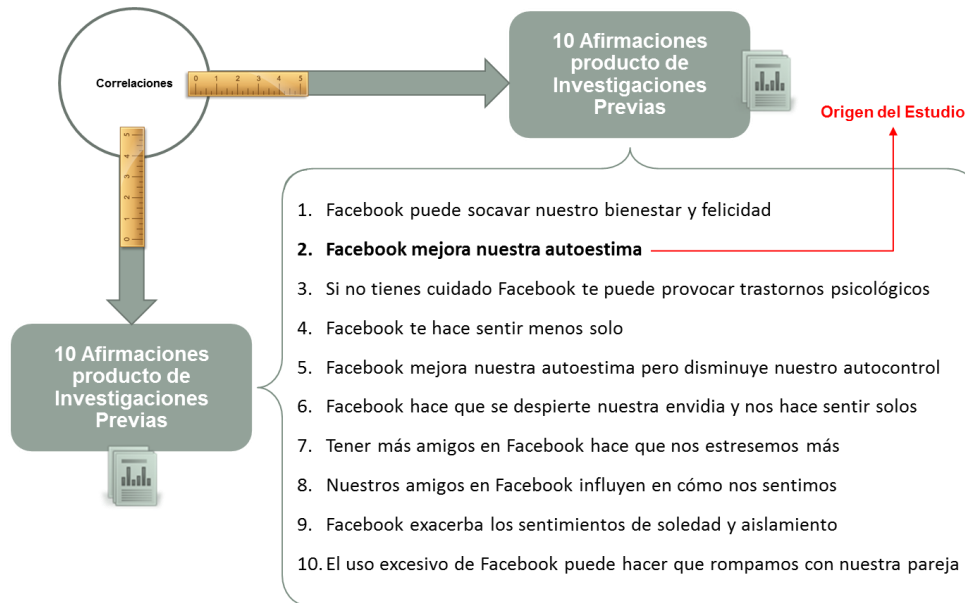 Correlaciones
0 1 2 3 4 5
10 Afirmaciones
producto de
Investigaciones
Previas
Origen del Estudio
5
4
3
2
1
0
1. Facebook puede socavar nuestro bienestar y felicidad
2. Facebook mejora nuestra autoestima
3. Si no tienes cuidado Facebook te puede provocar trastornos psicológicos
4. Facebook te hace sentir menos solo
5. Facebook mejora nuestra autoestima pero disminuye nuestro autocontrol
6. Facebook hace que se despierte nuestra envidia y nos hace sentir solos
7. Tener más amigos en Facebook hace que nos estresemos más
8. Nuestros amigos en Facebook influyen en cómo nos sentimos
9. Facebook exacerba los sentimientos de soledad y aislamiento
10. El uso excesivo de Facebook puede hacer que rompamos con nuestra pareja
10 Afirmaciones
producto de
Investigaciones
Previas